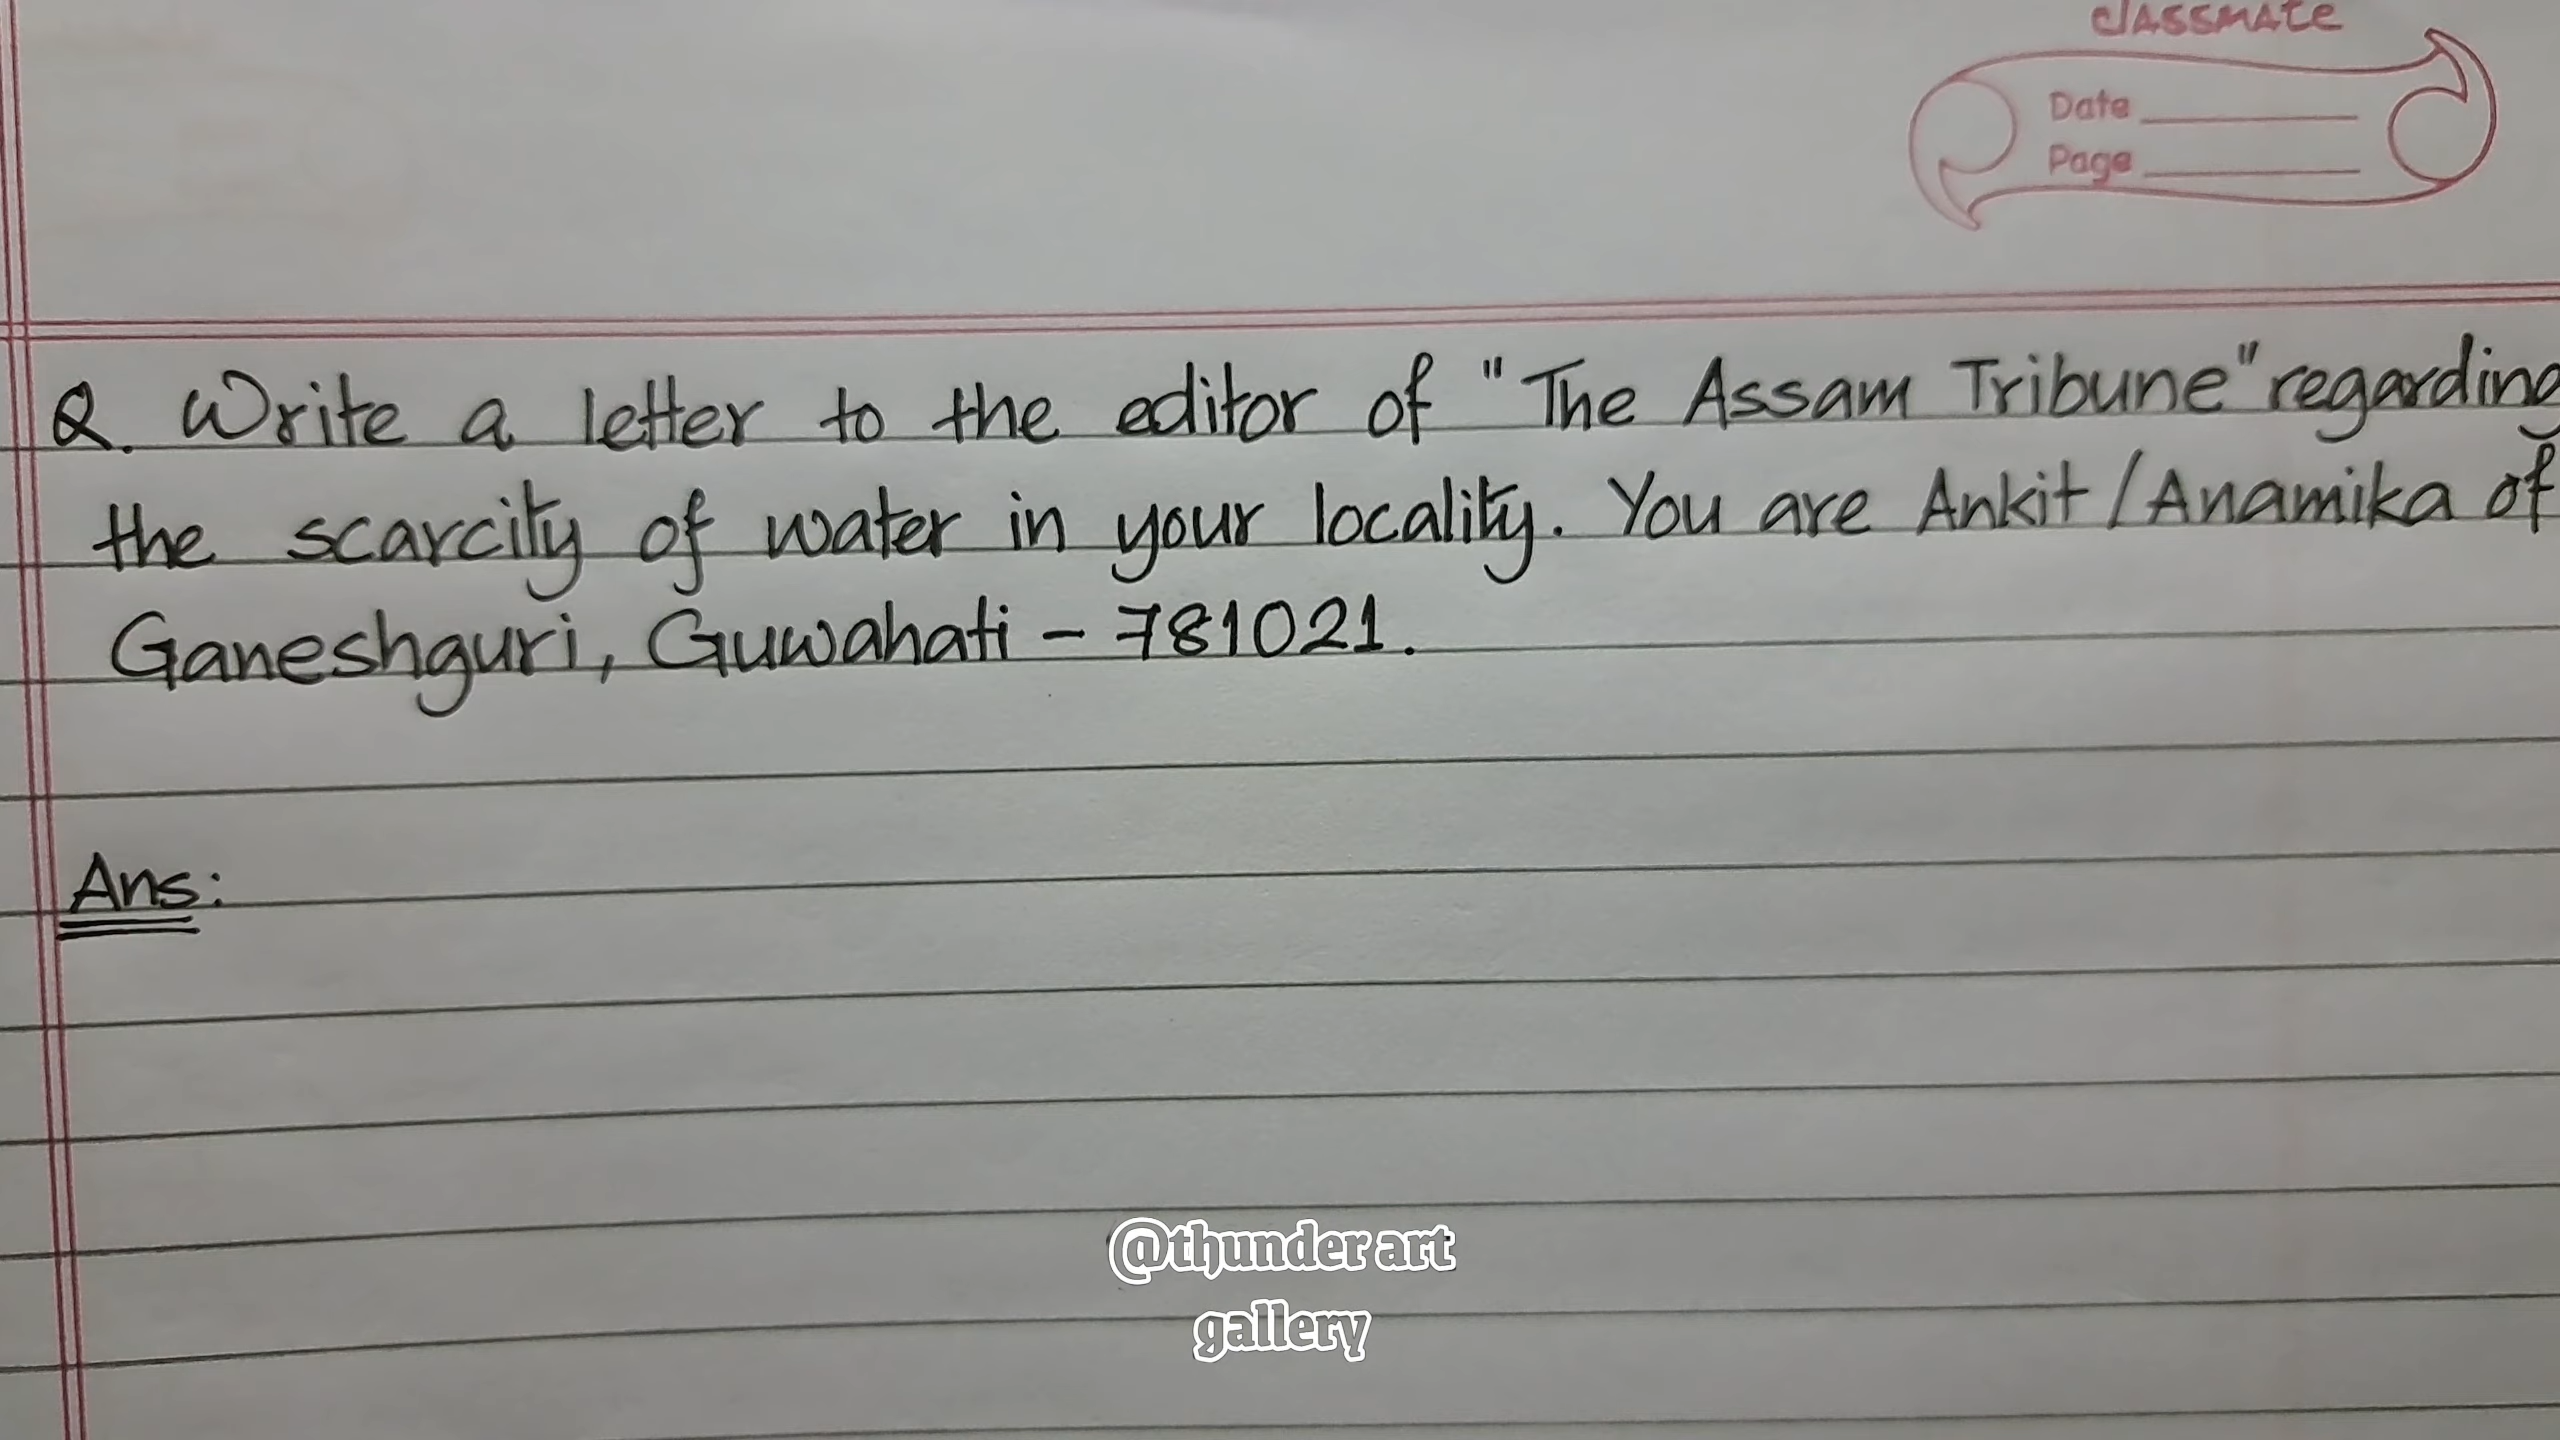 classmate
Date
Page
Q. Write a letter to the editor of "The Assam Tribune" regarding
the scarcity of water in your locality. You are Ankit/Anamika of
Ganeshguri, Guwahati - 781021.
Ans:
@thunder art
gallery